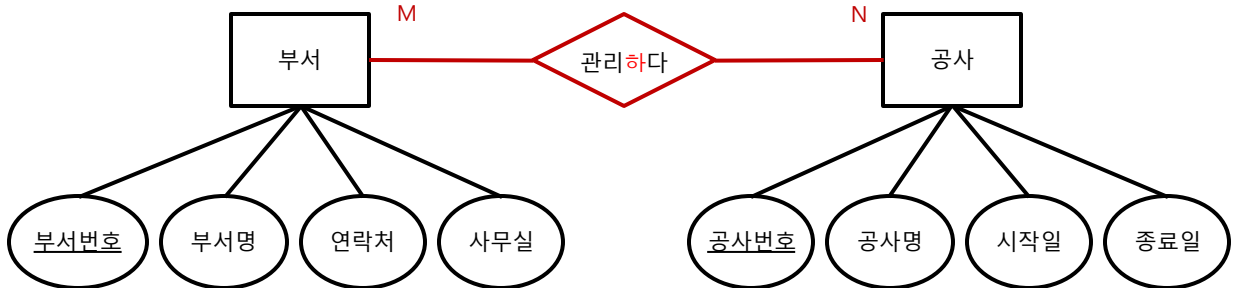 M
N
부서
관리하다
공사
부서번호
부서명
연락처
사무실
공사번호
공사명
시작일
종료일